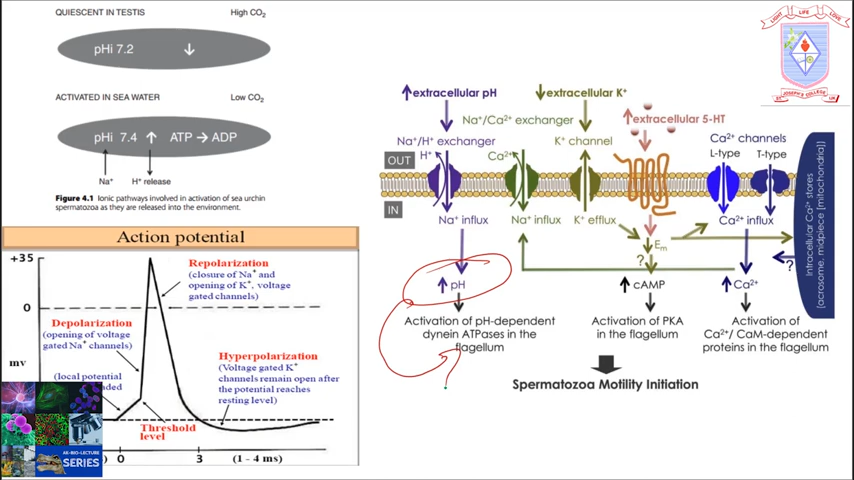 QUIESCENT IN TESTIS High CO2
pHi 7.2 ↓
ACTIVATED IN SEA WATER Low CO2
pHi 7.4 ↑ ATP → ADP
Na+ H+ release
Figure 4.1 Ionic pathways involved in activation of sea urchin
spermatozoa as they are released into the environment.
Action potential
+35
0
mv
Repolarization
(closure of Na+ and
opening of K+, voltage
gated channels)
Depolarization
(opening of voltage
gated Na+ channels)
(local potential
Hyperpolarization
(Voltage gated K+
channels remain open after
the potential reaches
resting level)
Threshold
level
0 3 (1 - 4 ms)
AK-BIO-LECTURE
SERIES
LIGHT LIFE LOVE
↑extracellular pH ↓extracellular K+
Na+/Ca2+ exchanger ↑extracellular 5-HT
Na+/H+ exchanger K+ channel Ca2+ channels
L-type T-type
OUT H+ Ca2+
IN
Na+ influx Na+ influx K+ efflux Ca2+ influx
Em
? ?
↑ pH ↑ cAMP ↑ Ca2+
Intracellular Ca2+ stores
[acrosome, midpiece (mitochondria)]
Activation of pH-dependent
dynein ATPases in the
flagellum
Activation of PKA
in the flagellum
Activation of
Ca2+/ CaM-dependent
proteins in the flagellum
?
Spermatozoa Motility Initiation